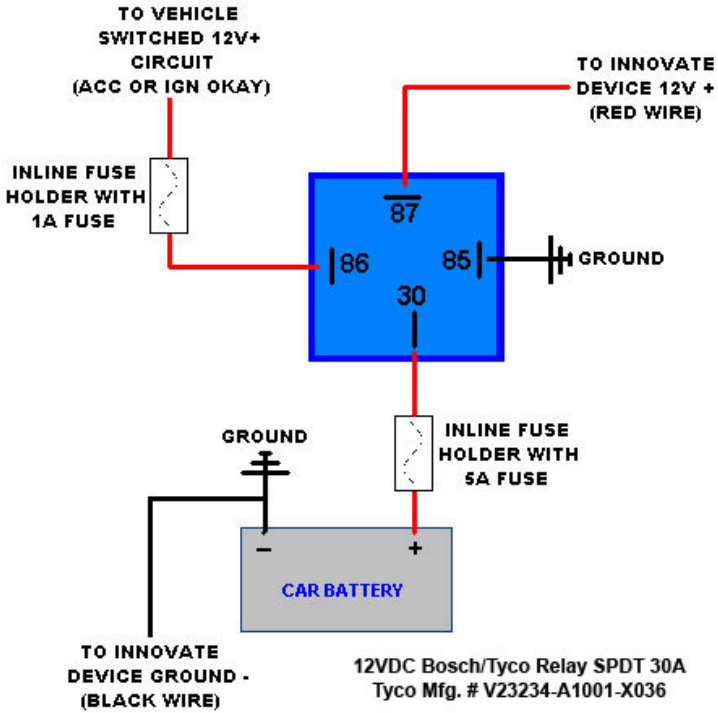 TO VEHICLE
SWITCHED 12V+
CIRCUIT
(ACC OR IGN OKAY)
TO INNOVATE
DEVICE 12V +
(RED WIRE)
INLINE FUSE
HOLDER WITH
1A FUSE
87
86
85
GROUND
30
GROUND
INLINE FUSE
HOLDER WITH
5A FUSE
–
+
CAR BATTERY
TO INNOVATE
DEVICE GROUND -
(BLACK WIRE)
12VDC Bosch/Tyco Relay SPDT 30A
Tyco Mfg. # V23234-A1001-X036